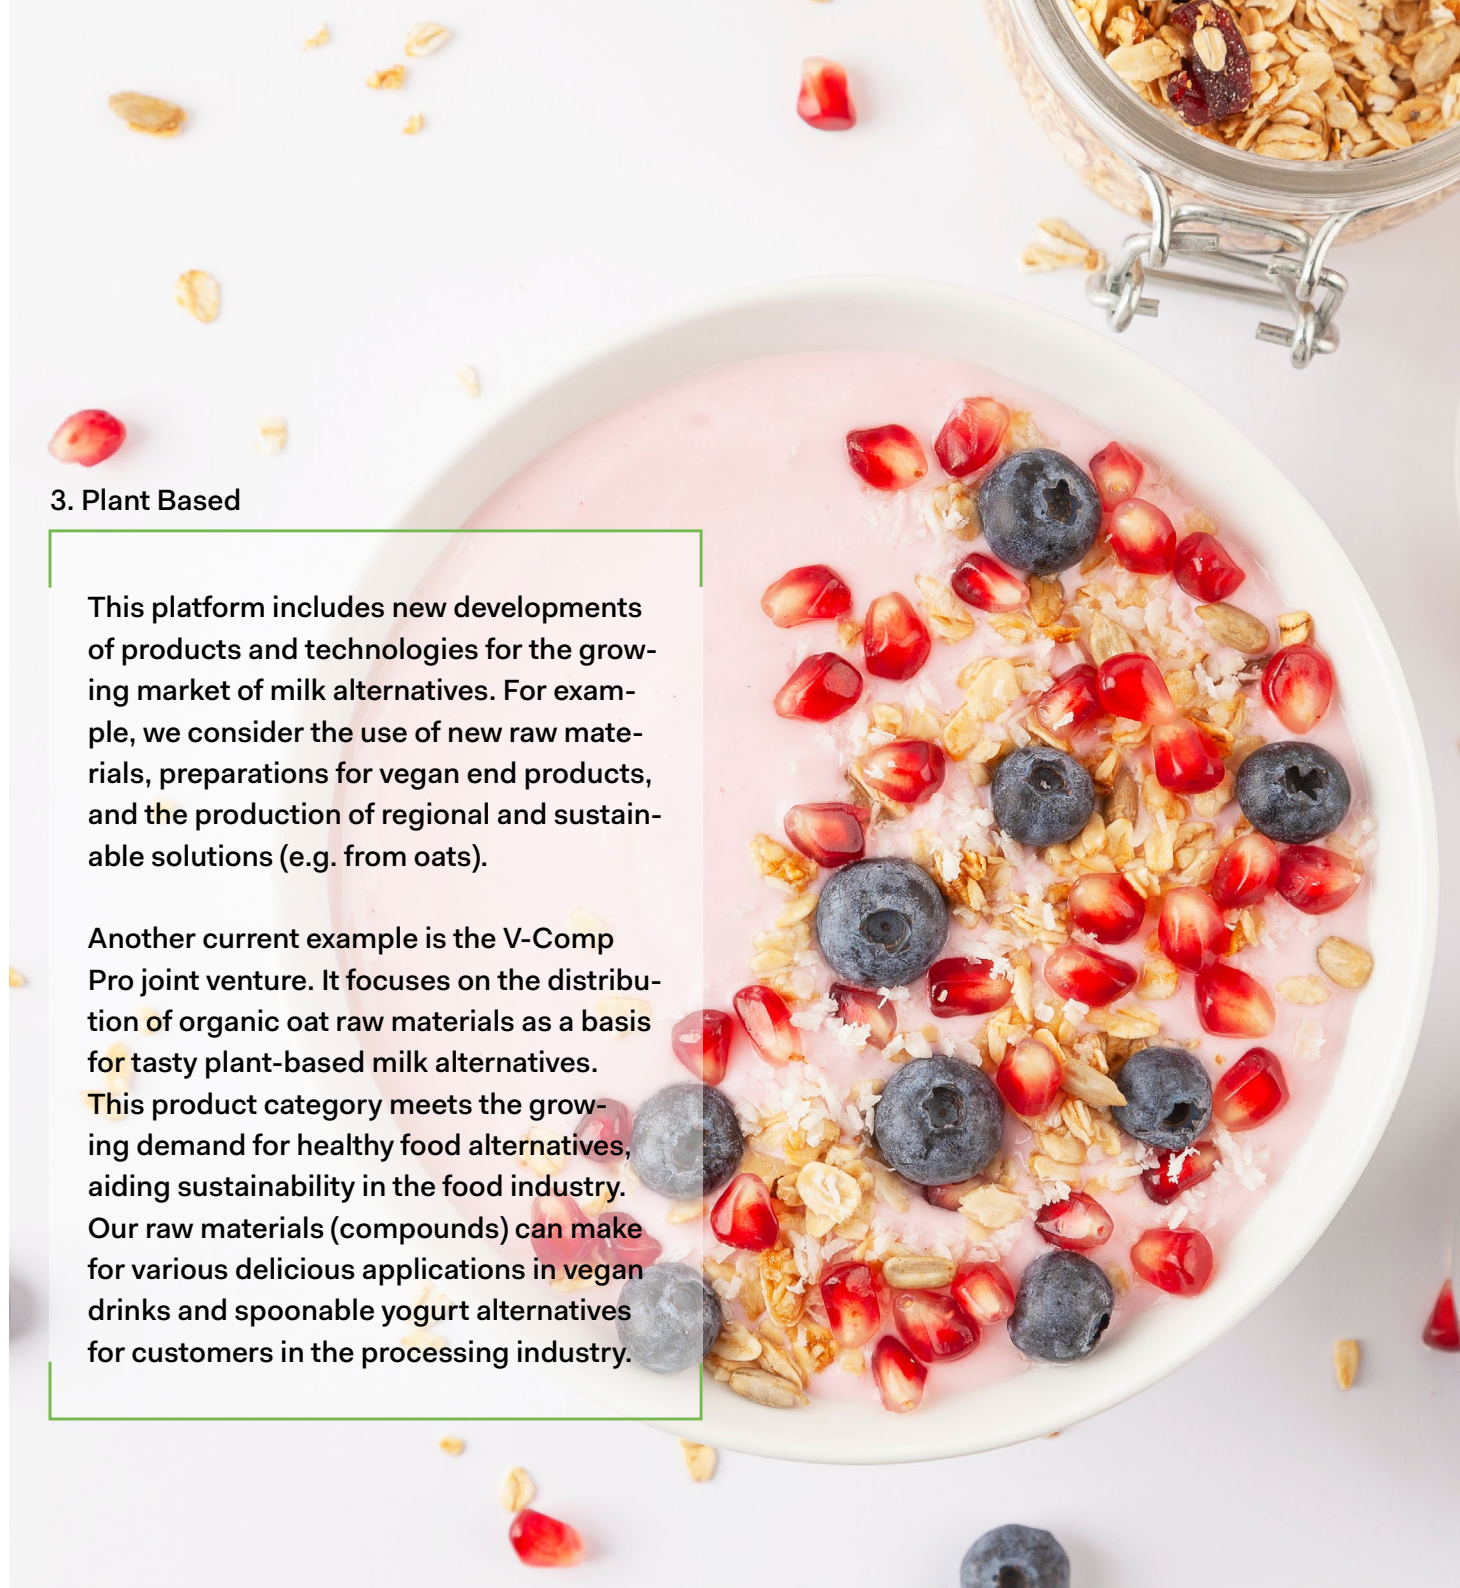 3. Plant Based
This platform includes new developments
of products and technologies for the grow-
ing market of milk alternatives. For exam-
ple, we consider the use of new raw mate-
rials, preparations for vegan end products,
and the production of regional and sustain-
able solutions (e.g. from oats).
Another current example is the V-Comp
Pro joint venture. It focuses on the distribu-
tion of organic oat raw materials as a basis
for tasty plant-based milk alternatives.
This product category meets the grow-
ing demand for healthy food alternatives,
aiding sustainability in the food industry.
Our raw materials (compounds) can make
for various delicious applications in vegan
drinks and spoonable yogurt alternatives
for customers in the processing industry.